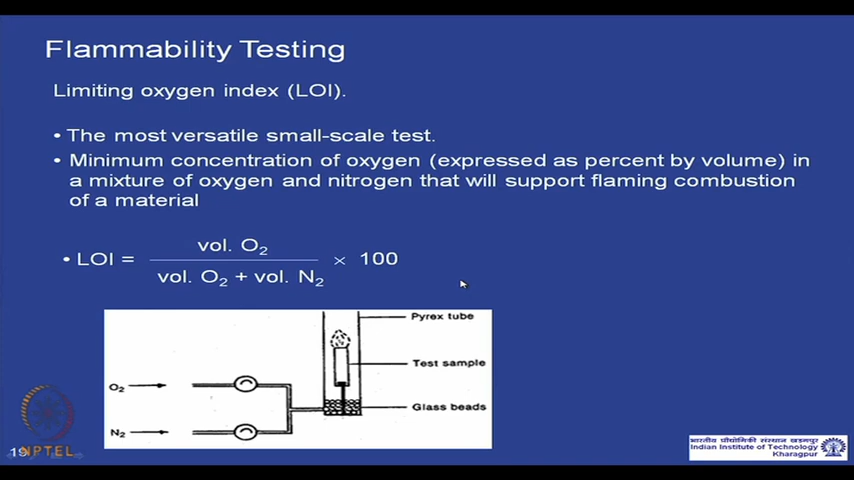 Flammability Testing
Limiting oxygen index (LOI).
• The most versatile small-scale test.
• Minimum concentration of oxygen (expressed as percent by volume) in
a mixture of oxygen and nitrogen that will support flaming combustion
of a material
vol. O₂
• LOI = × 100
vol. O₂ + vol. N₂
Pyrex tube
Test sample
O₂
Glass beads
N₂
19
NPTEL
भारतीय प्रौद्योगिकी संस्थान खड़गपुर
Indian Institute of Technology
Kharagpur